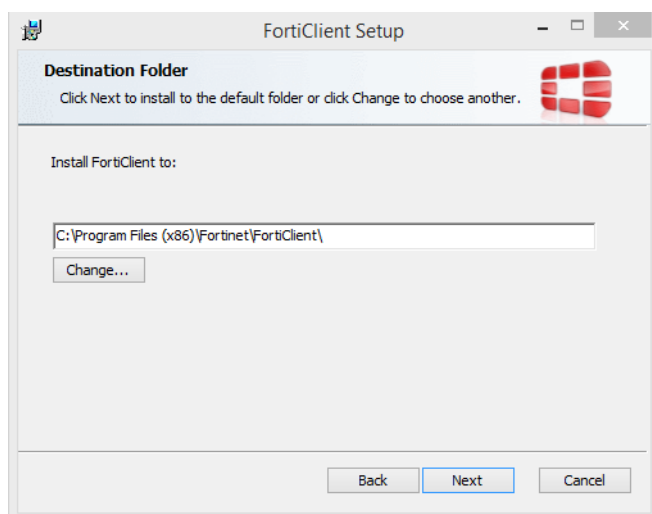 FortiClient Setup
Destination Folder
Click Next to install to the default folder or click Change to choose another.
Install FortiClient to:
C:\Program Files (x86)\Fortinet\FortiClient\
Change...
Back Next Cancel